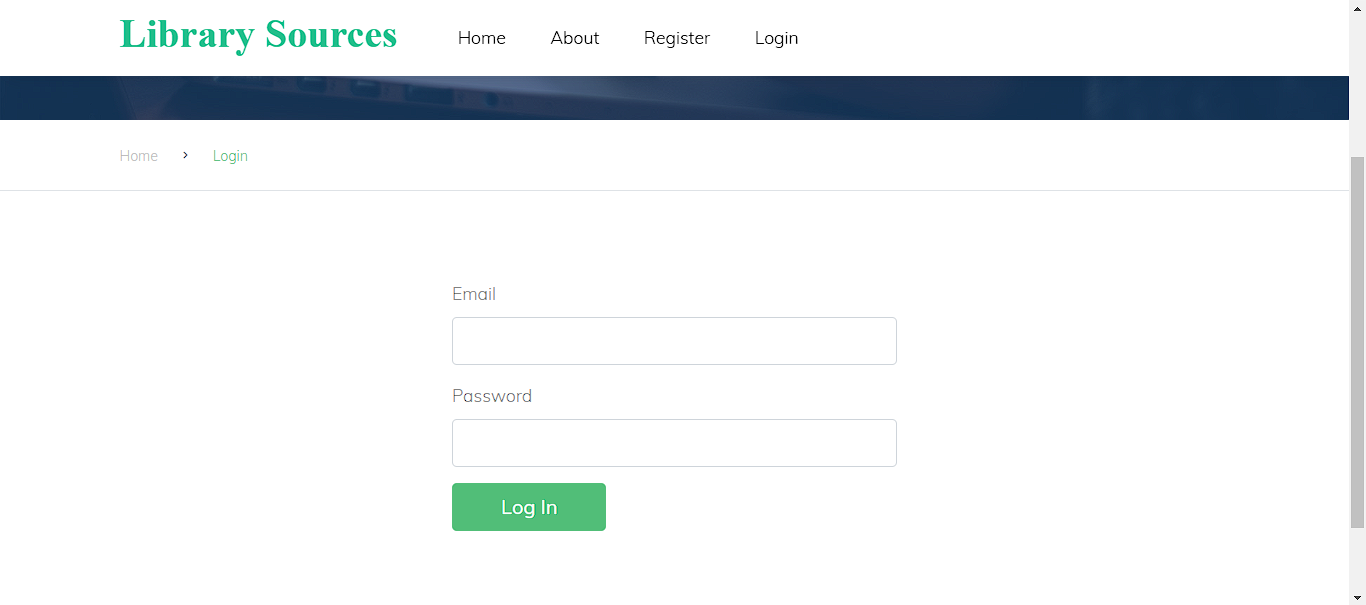 Library Sources Home About Register Login
Home > Login
Email
Password
Log In